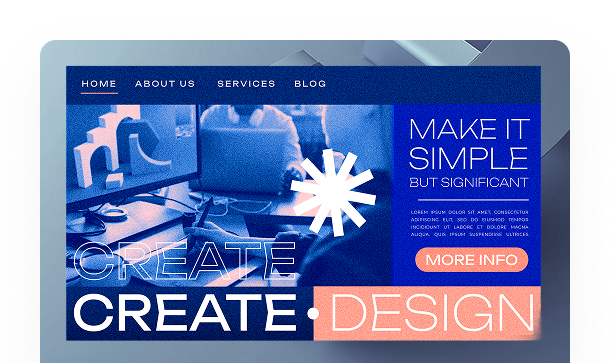 HOME ABOUT US SERVICES BLOG
MAKE IT
SIMPLE
BUT SIGNIFICANT
LOREM IPSUM DOLOR SIT AMET, CONSECTETUR
ADIPISCING ELIT, SED DO EIUSMOD TEMPOR
INCIDIDUNT UT LABORE ET DOLORE MAGNA
ALIQUA. QUIS IPSUM SUSPENDISSE ULTRICES
MORE INFO
CREATE
CREATE • DESIGN